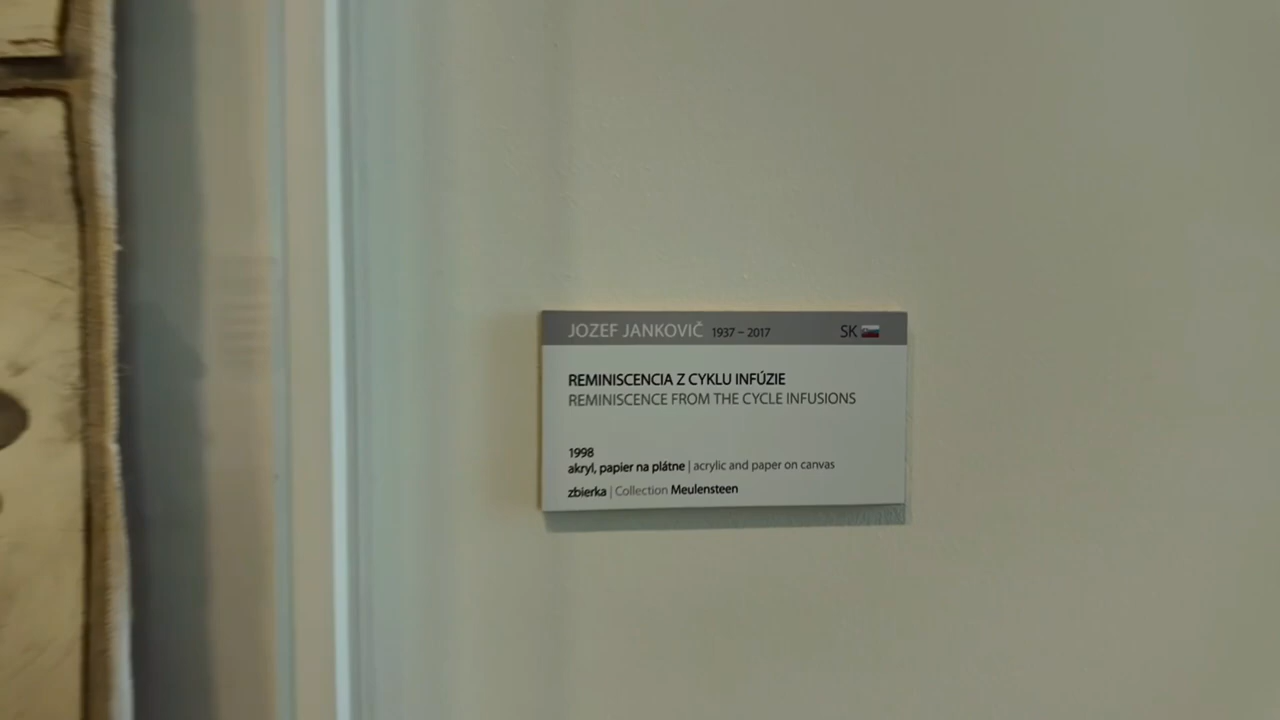 JOZEF JANKOVIČ 1937 – 2017 SK
REMINISCENCIA Z CYKLU INFÚZIE
REMINISCENCE FROM THE CYCLE INFUSIONS
1998
akryl, papier na plátne | acrylic and paper on canvas
zbierka | Collection Meulensteen